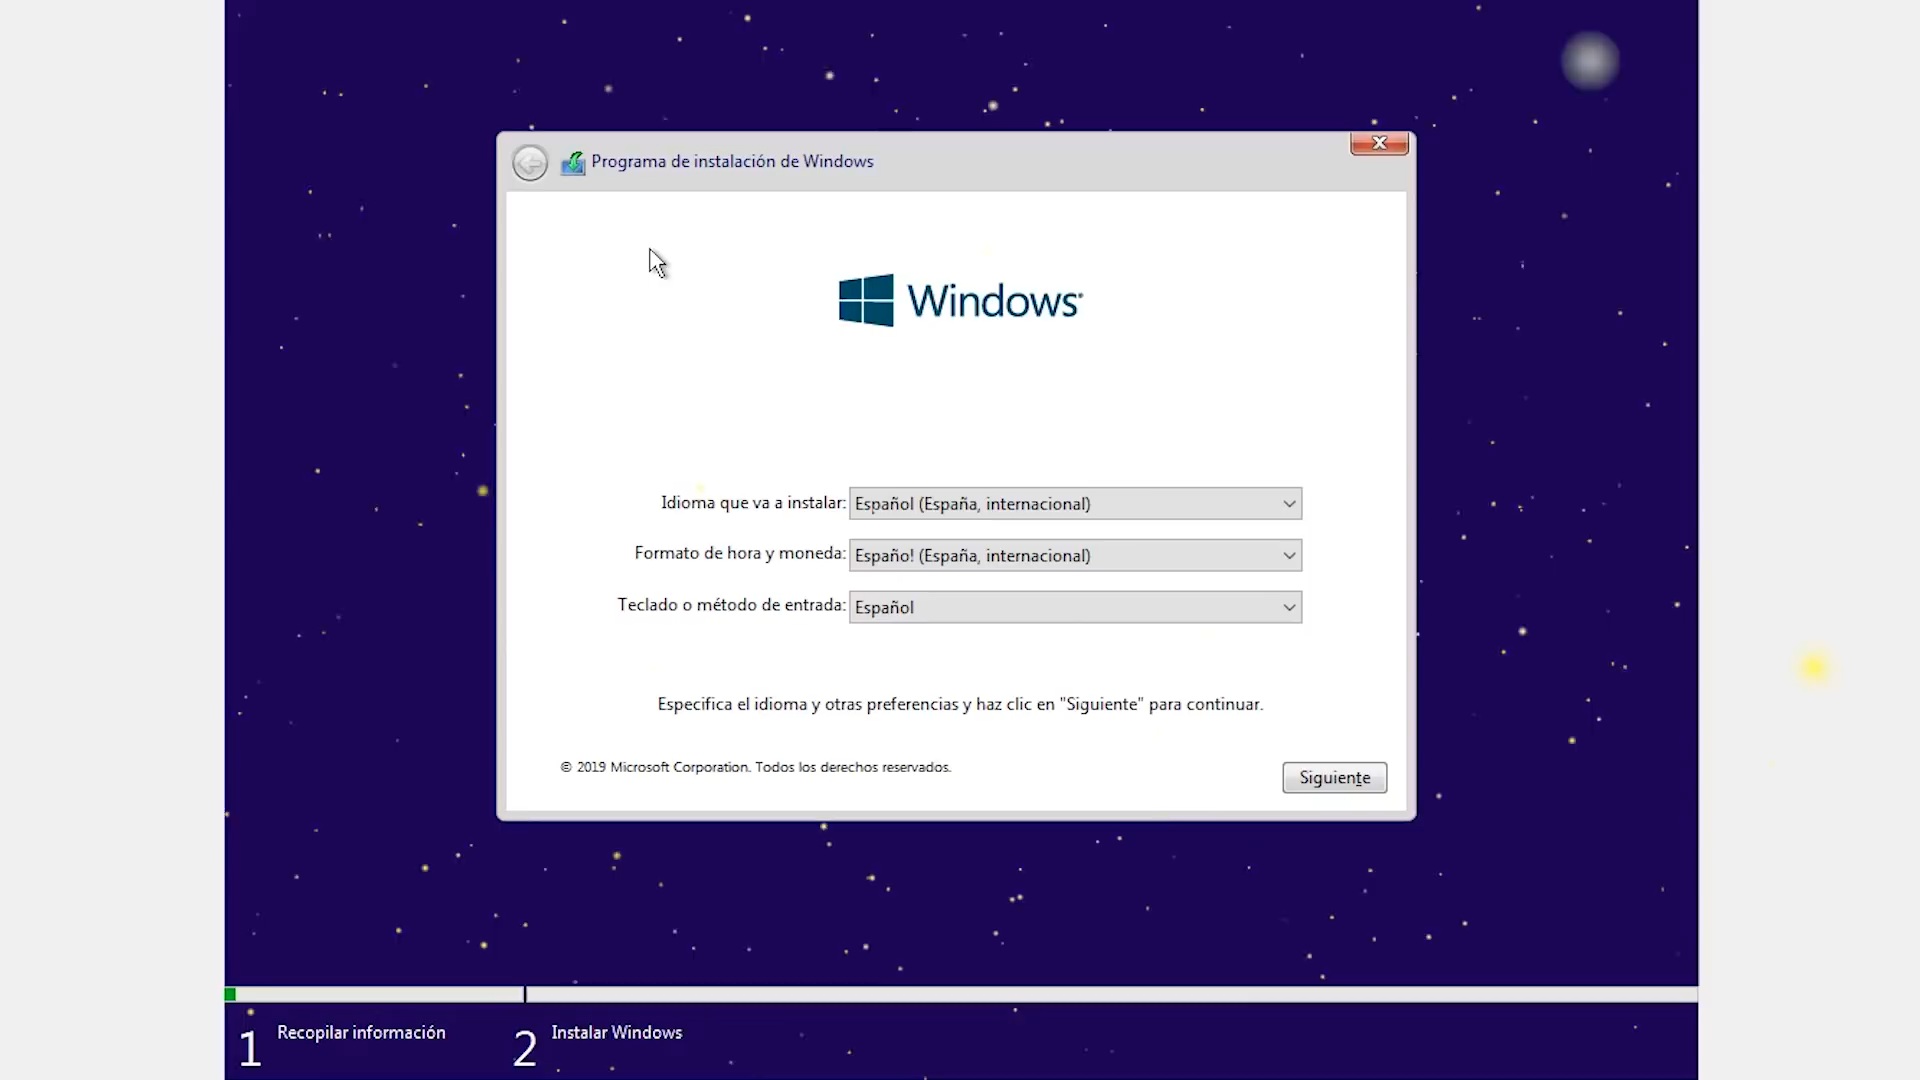 Programa de instalación de Windows
Windows
Idioma que va a instalar: Español (España, internacional)
Formato de hora y moneda: Españo! (España, internacional)
Teclado o método de entrada: Español
Especifica el idioma y otras preferencias y haz clic en "Siguiente" para continuar.
© 2019 Microsoft Corporation. Todos los derechos reservados.
Siguiente
1 Recopilar información
2 Instalar Windows